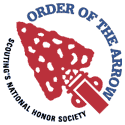 ORDER OF THE ARROW
SCOUTING'S NATIONAL HONOR SOCIETY